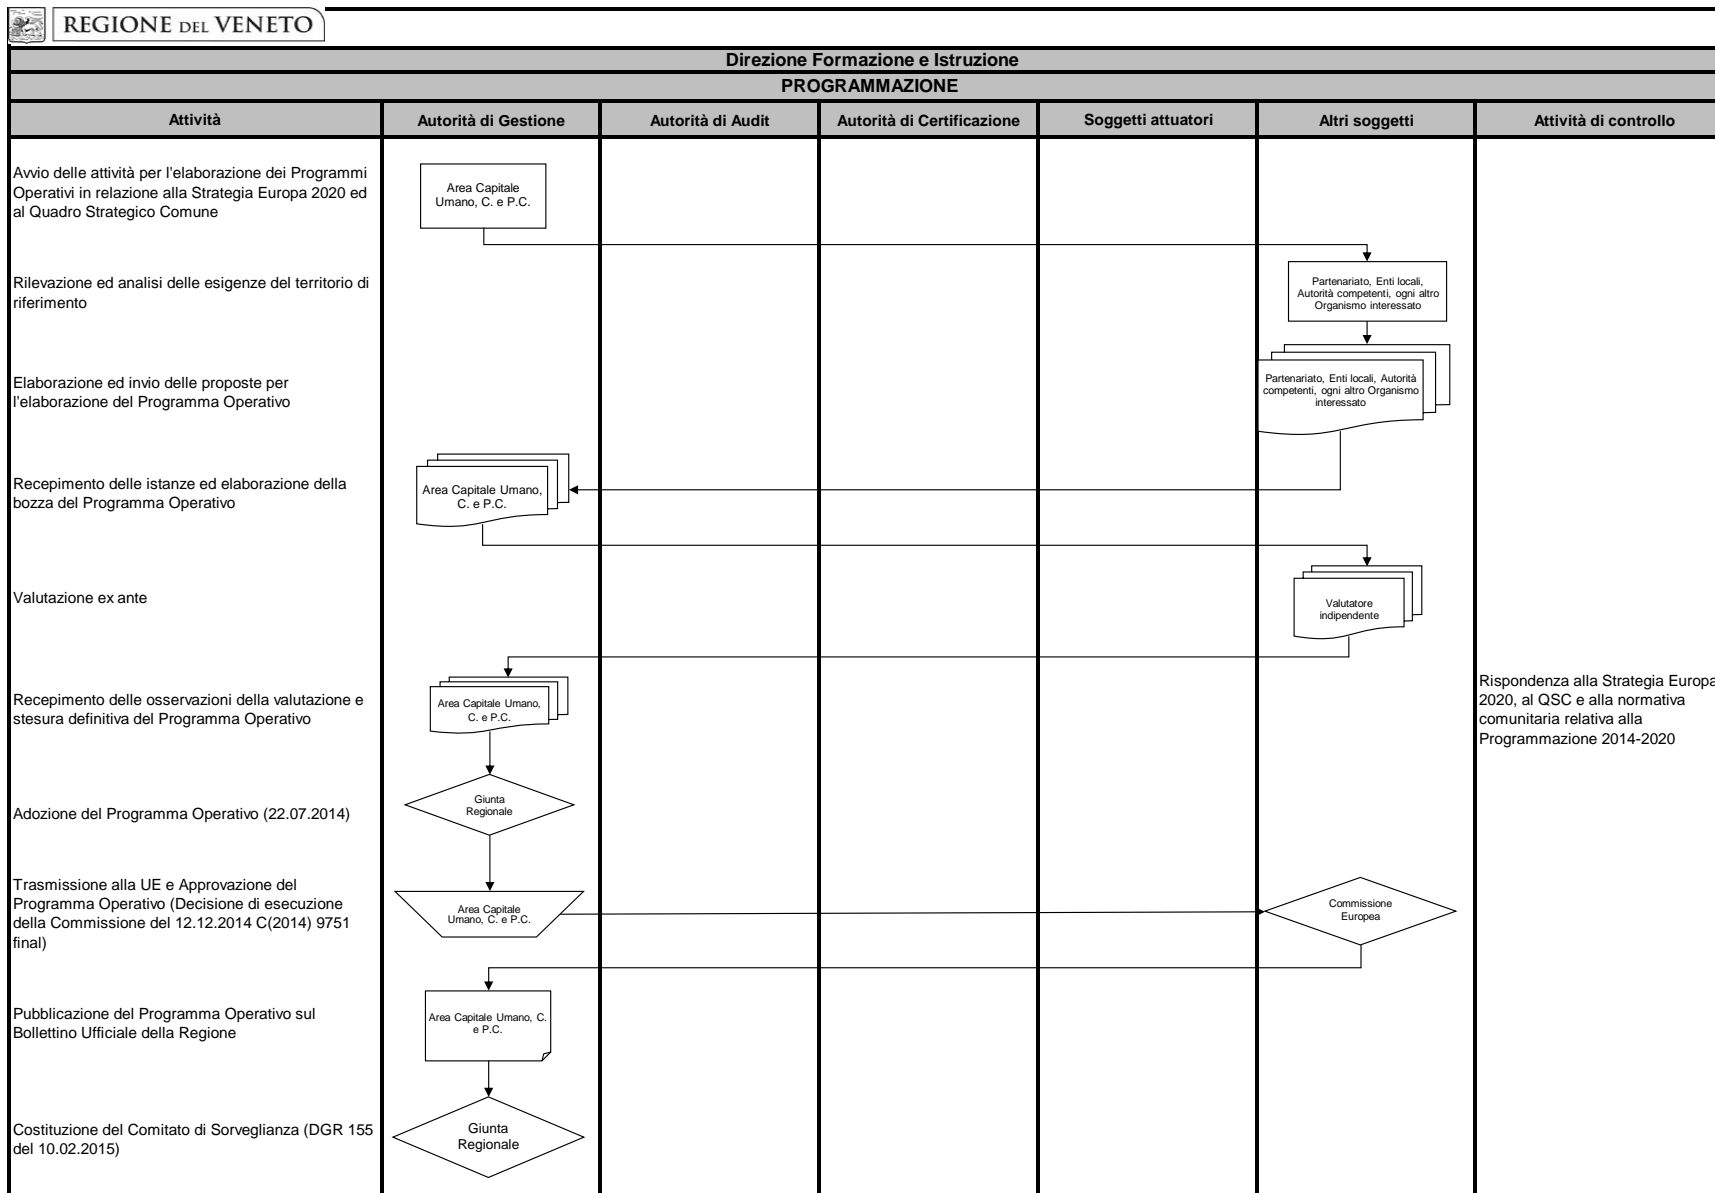 REGIONE DEL VENETO
Direzione Formazione e Istruzione
PROGRAMMAZIONE
Attività
Autorità di Gestione
Autorità di Audit
Autorità di Certificazione
Soggetti attuatori
Altri soggetti
Attività di controllo
Avvio delle attività per l'elaborazione dei Programmi
Operativi in relazione alla Strategia Europa 2020 ed
al Quadro Strategico Comune
Area Capitale
Umano, C. e P.C.
Rilevazione ed analisi delle esigenze del territorio di
riferimento
Partenariato, Enti locali,
Autorità competenti, ogni altro
Organismo interessato
Elaborazione ed invio delle proposte per
l'elaborazione del Programma Operativo
Partenariato, Enti locali, Autorità
competenti, ogni altro Organismo
interessato
Recepimento delle istanze ed elaborazione della
bozza del Programma Operativo
Area Capitale Umano,
C. e P.C.
Valutazione ex ante
Valutatore
indipendente
Recepimento delle osservazioni della valutazione e
stesura definitiva del Programma Operativo
Area Capitale Umano,
C. e P.C.
Rispondenza alla Strategia Europa
2020, al QSC e alla normativa
comunitaria relativa alla
Programmazione 2014-2020
Adozione del Programma Operativo (22.07.2014)
Giunta
Regionale
Trasmissione alla UE e Approvazione del
Programma Operativo (Decisione di esecuzione
della Commissione del 12.12.2014 C(2014) 9751
final)
Area Capitale
Umano, C. e P.C.
Commissione
Europea
Pubblicazione del Programma Operativo sul
Bollettino Ufficiale della Regione
Area Capitale Umano, C.
e P.C.
Costituzione del Comitato di Sorveglianza (DGR 155
del 10.02.2015)
Giunta
Regionale